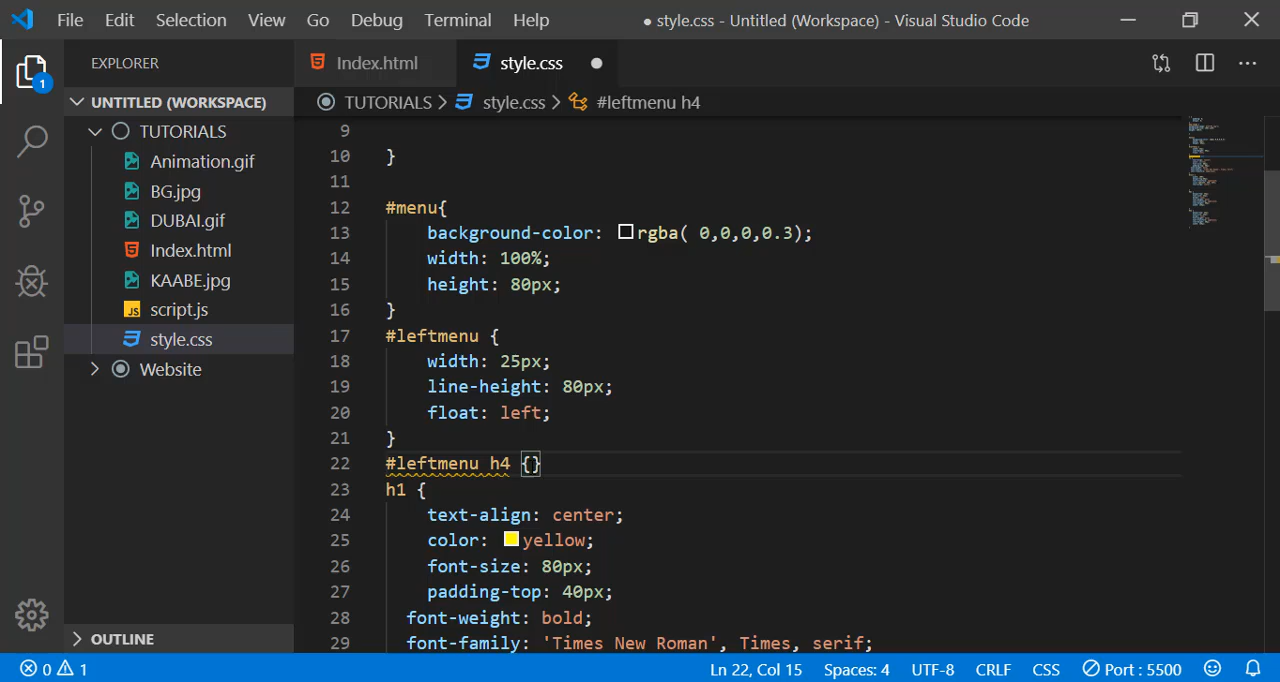 File Edit Selection View Go Debug Terminal Help ● style.css - Untitled (Workspace) - Visual Studio Code
EXPLORER Index.html style.css
UNTITLED (WORKSPACE) TUTORIALS > style.css > #leftmenu h4
1
TUTORIALS
Animation.gif
BG.jpg
DUBAI.gif
Index.html
KAABE.jpg
JS script.js
style.css
Website
OUTLINE
9
10 }
11
12 #menu{
13 background-color: rgba( 0,0,0,0.3);
14 width: 100%;
15 height: 80px;
16 }
17 #leftmenu {
18 width: 25px;
19 line-height: 80px;
20 float: left;
21 }
22 #leftmenu h4 {}
23 h1 {
24 text-align: center;
25 color: yellow;
26 font-size: 80px;
27 padding-top: 40px;
28 font-weight: bold;
29 font-family: 'Times New Roman', Times, serif;
0 1 Ln 22, Col 15 Spaces: 4 UTF-8 CRLF CSS Port : 5500